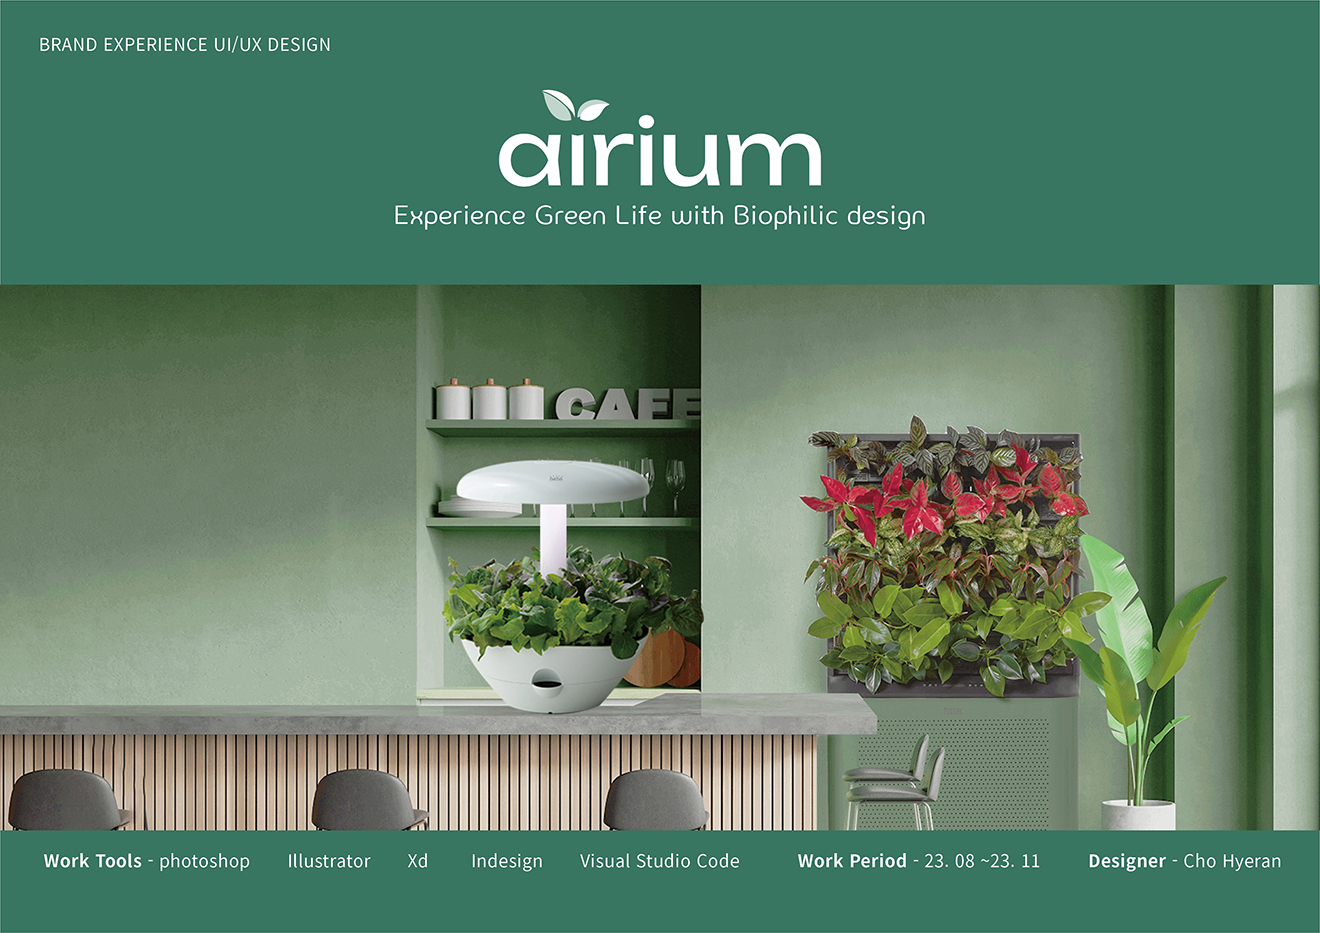 BRAND EXPERIENCE UI/UX DESIGN
airium
Experience Green Life with Biophilic design
CAFE
Work Tools - photoshop Illustrator Xd Indesign Visual Studio Code Work Period - 23. 08 ~23. 11 Designer - Cho Hyeran